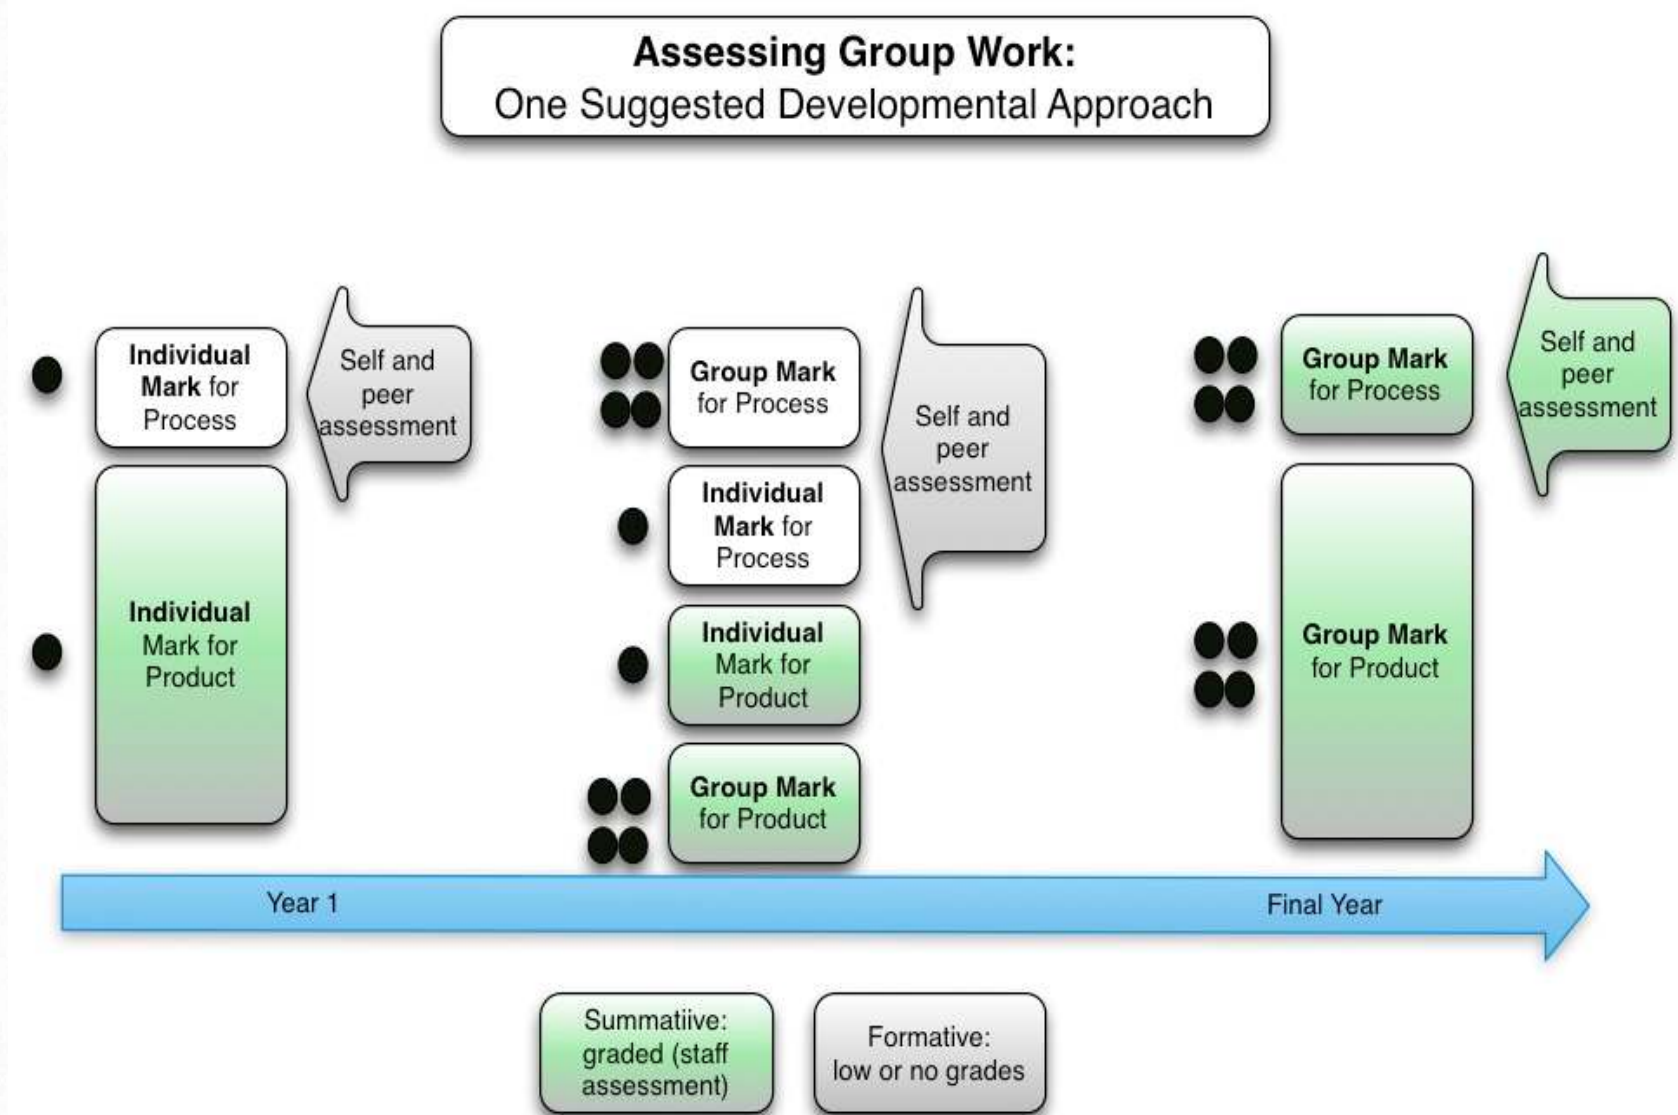 Assessing Group Work:
One Suggested Developmental Approach
Individual
Mark for
Process
Self and
peer
assessment
Individual
Mark for
Product
Group Mark
for Process
Individual
Mark for
Process
Self and
peer
assessment
Individual
Mark for
Product
Group Mark
for Product
Group Mark
for Process
Self and
peer
assessment
Group Mark
for Product
Year 1
Final Year
Summatiive:
graded (staff
assessment)
Formative:
low or no grades